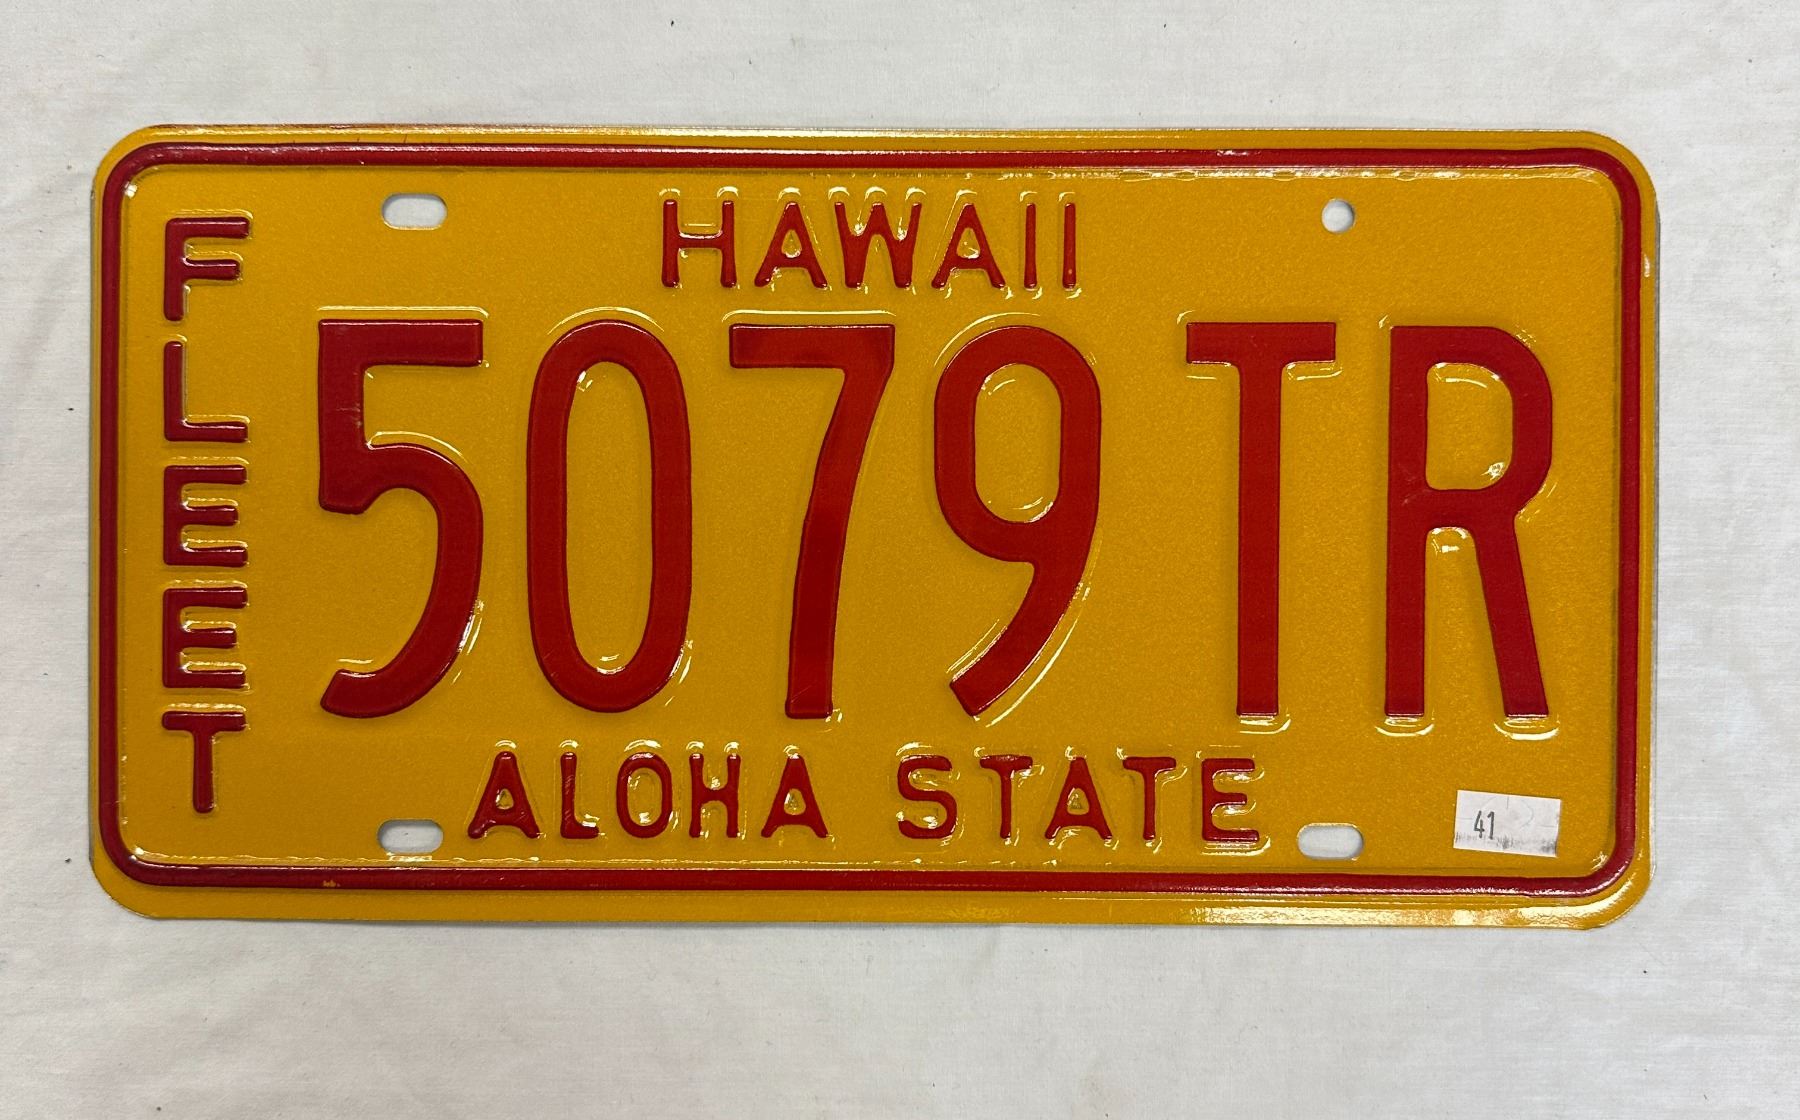 HAWAII
FLEET
5079 TR
ALOHA STATE
41